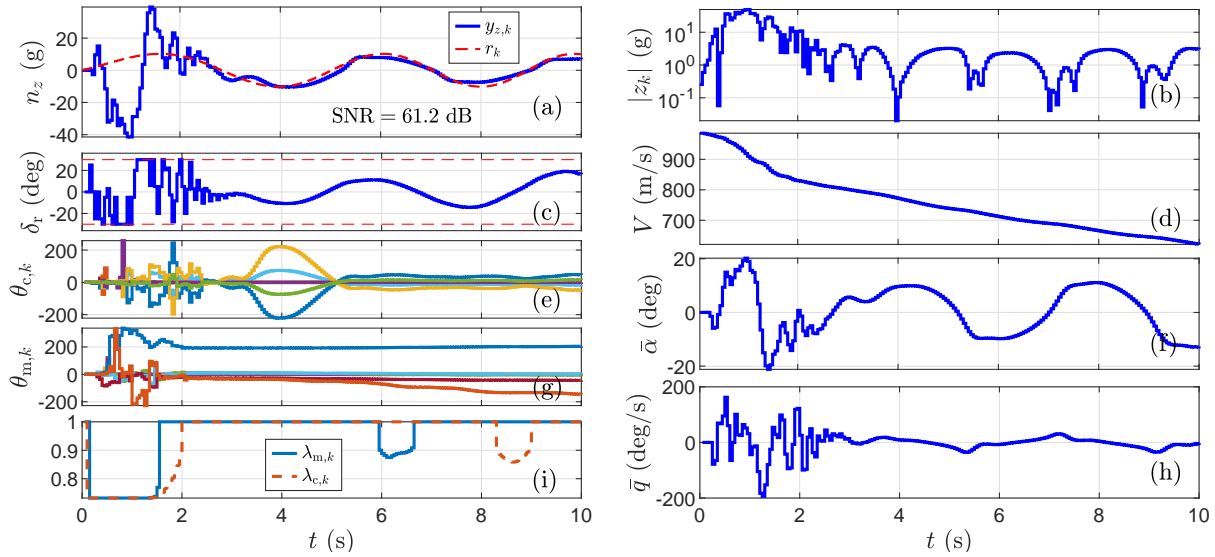 20
0
-20
-40
n_z (g)
y_{z,k}
r_k
SNR = 61.2 dB
(a)
20
0
-20
δ_r (deg)
(c)
200
0
-200
θ_{c,k}
(e)
200
0
-200
θ_{m,k}
(g)
1
0.9
0.8
λ_{m,k}
λ_{c,k}
(i)
0 2 4 6 8 10
t (s)
10^1
10^0
10^{-1}
|z_k| (g)
(b)
900
800
700
V (m/s)
(d)
20
0
-20
ᾱ (deg)
(f)
200
0
-200
q̄ (deg/s)
(h)
0 2 4 6 8 10
t (s)